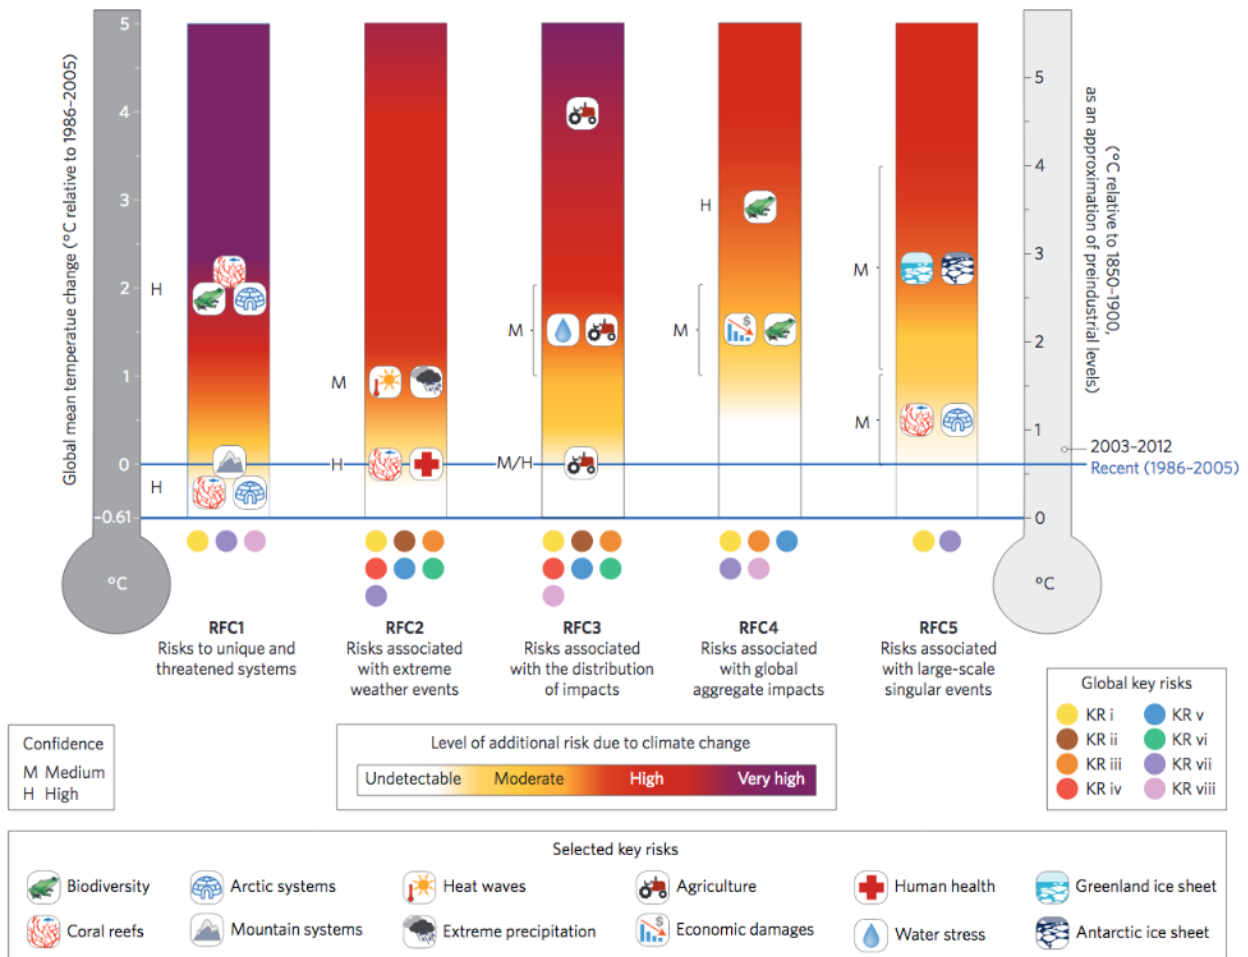 Global mean temperatue change (°C relative to 1986–2005)
5
4
3
2
1
0
–0.61
°C
H
H
M
H
M
M/H
H
M
M
M
5
4
3
2
1
0
°C
(°C relative to 1850–1900,
as an approximation of preindustrial levels)
2003–2012
Recent (1986–2005)
RFC1
Risks to unique and
threatened systems
RFC2
Risks associated
with extreme
weather events
RFC3
Risks associated
with the distribution
of impacts
RFC4
Risks associated
with global
aggregate impacts
RFC5
Risks associated
with large-scale
singular events
Global key risks
KR i
KR ii
KR iii
KR iv
KR v
KR vi
KR vii
KR viii
Confidence
M Medium
H High
Level of additional risk due to climate change
Undetectable Moderate High Very high
Selected key risks
Biodiversity
Arctic systems
Heat waves
Agriculture
Human health
Greenland ice sheet
Coral reefs
Mountain systems
Extreme precipitation
$
Economic damages
Water stress
Antarctic ice sheet